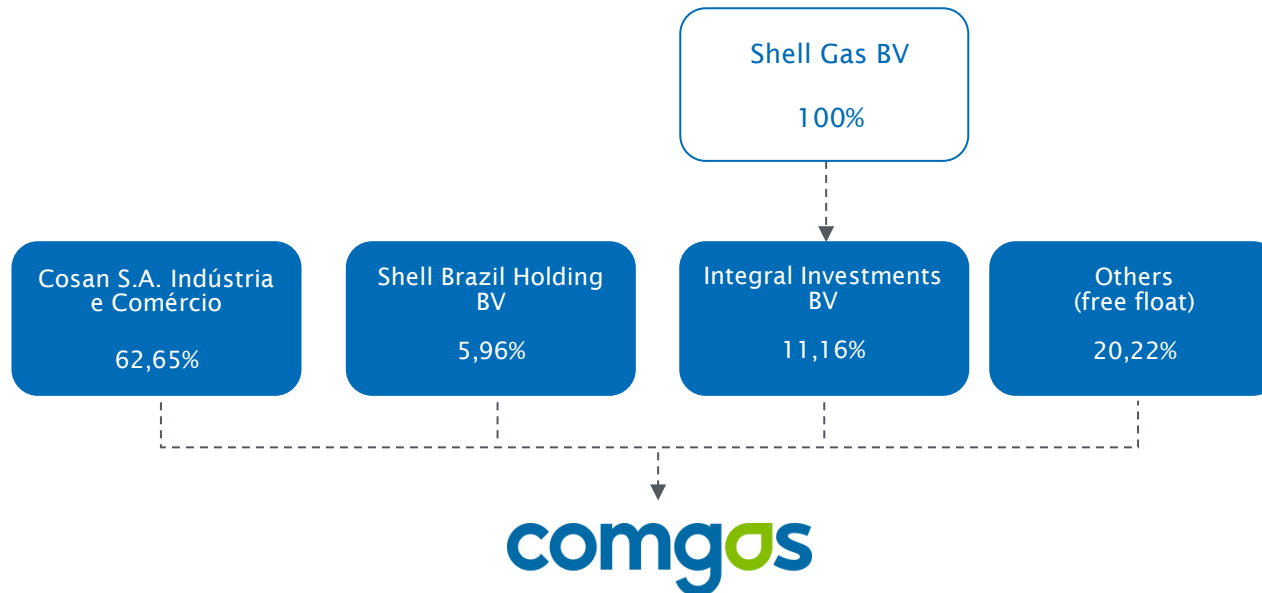 Shell Gas BV
100%
Cosan S.A. Indústria
e Comércio
62,65%
Shell Brazil Holding
BV
5,96%
Integral Investments
BV
11,16%
Others
(free float)
20,22%
comgas